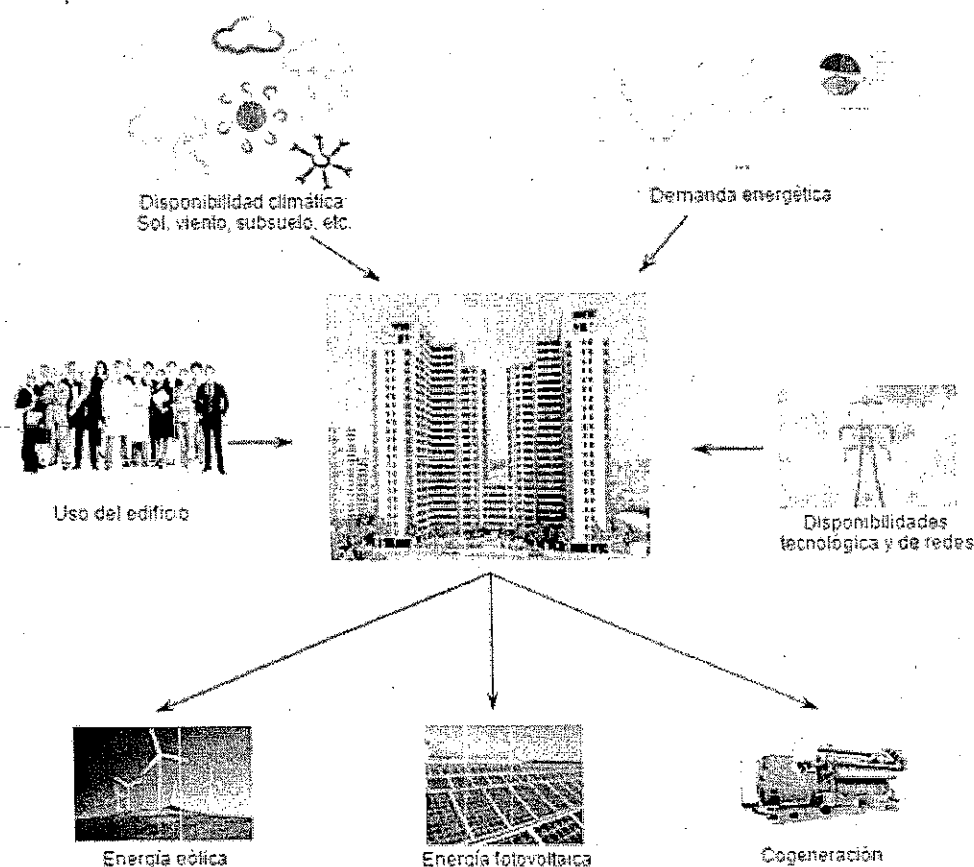 Disponibilidad climática:
Sol, viento, subsuelo, etc.
Demanda energética
Uso del edificio
Disponibilidades
tecnológica y de redes
Energía eólica
Energía fotovoltaica
Cogeneración